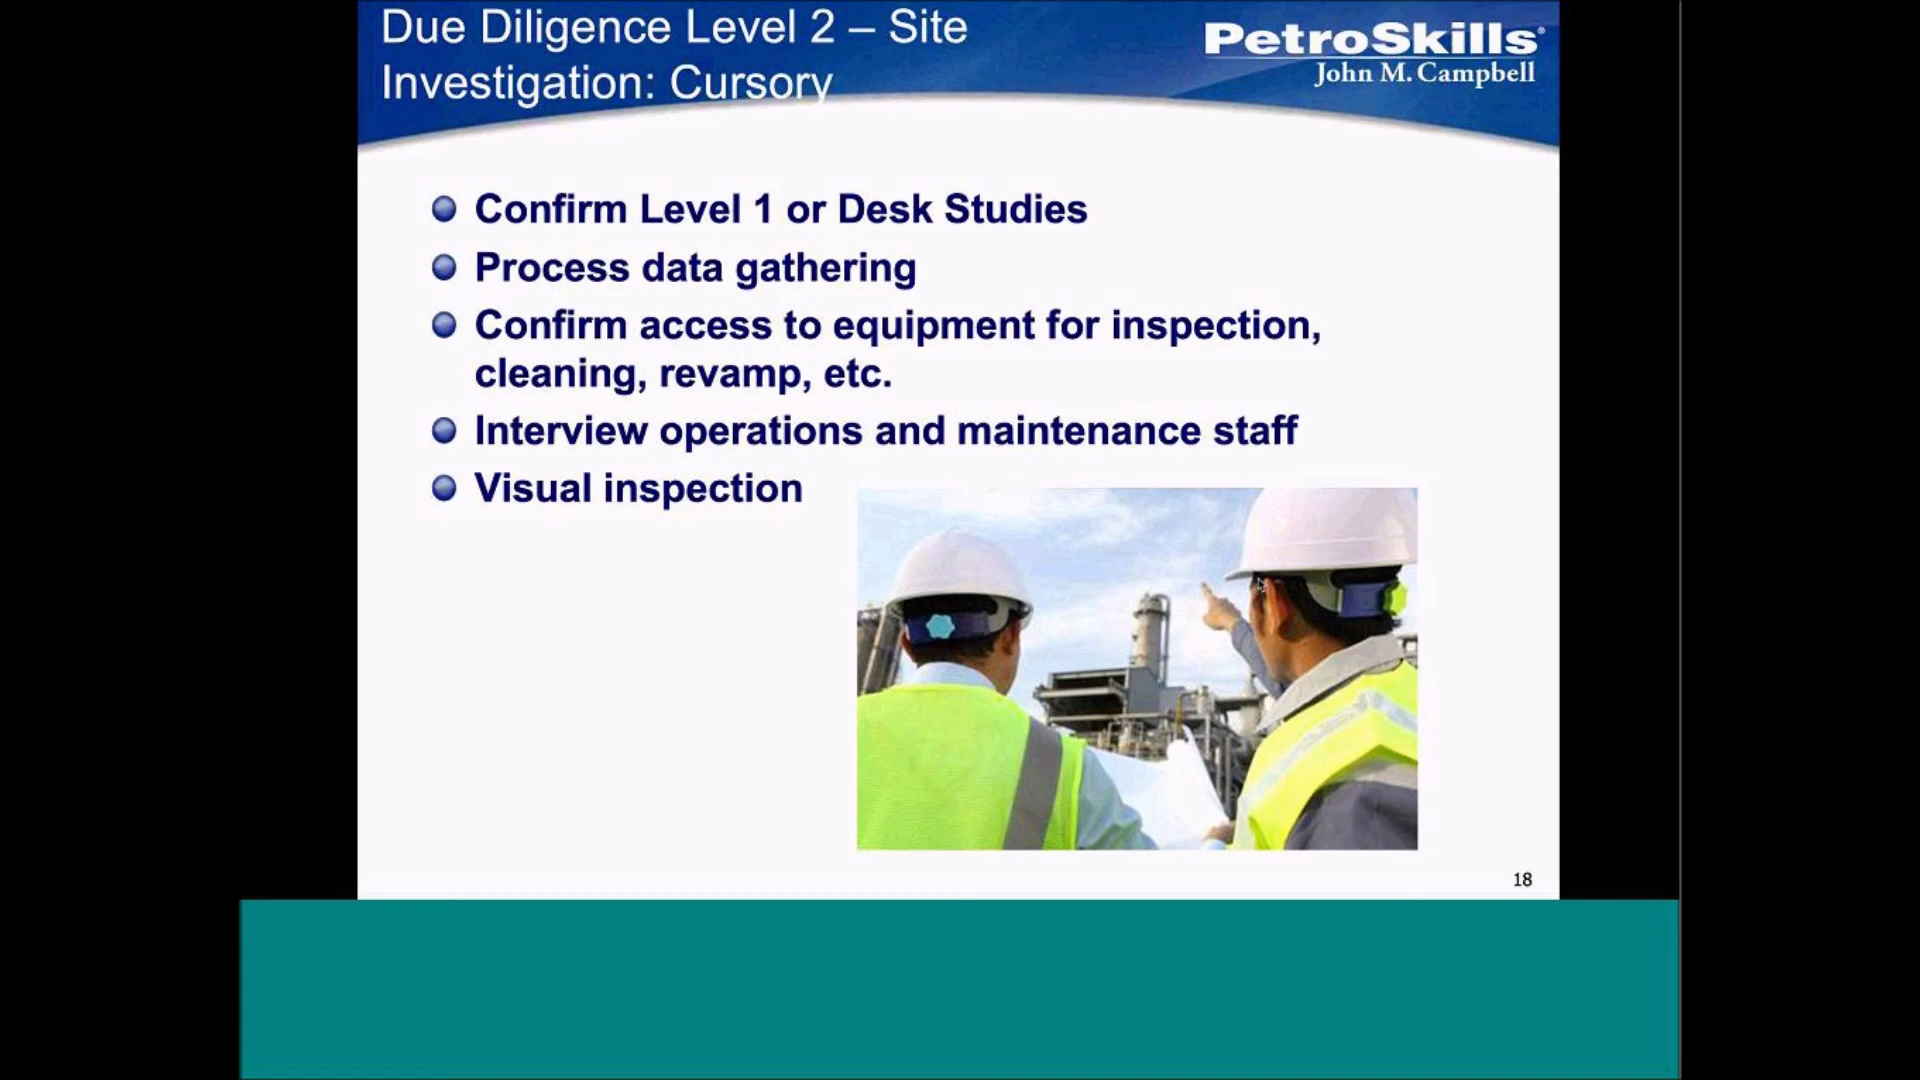 Due Diligence Level 2 – Site
Investigation: Cursory
PetroSkills®
John M. Campbell
Confirm Level 1 or Desk Studies
Process data gathering
Confirm access to equipment for inspection,
cleaning, revamp, etc.
Interview operations and maintenance staff
Visual inspection
18